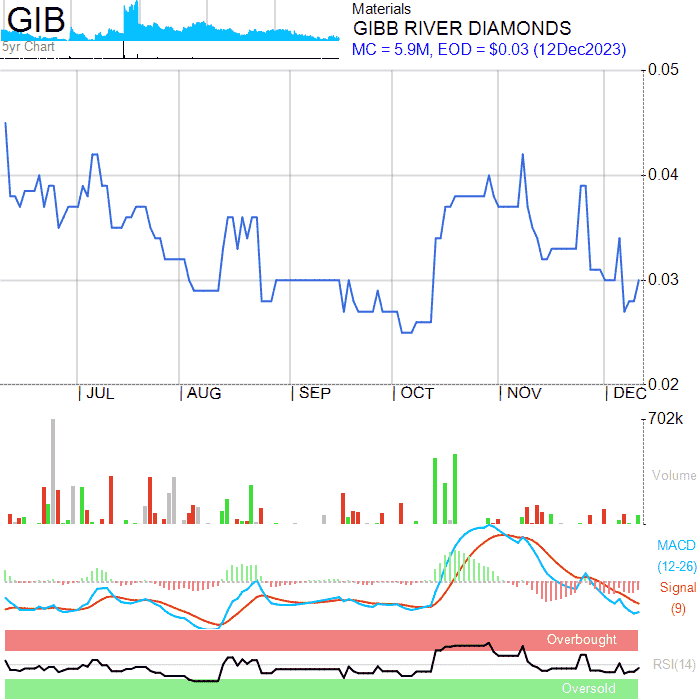 GIB
5yr Chart
Materials
GIBB RIVER DIAMONDS
MC = 5.9M, EOD = $0.03 (12Dec2023)
0.05
0.04
0.03
0.02
JUL AUG SEP OCT NOV DEC
702k
Volume
MACD
(12-26)
Signal
(9)
Overbought
RSI(14)
Oversold